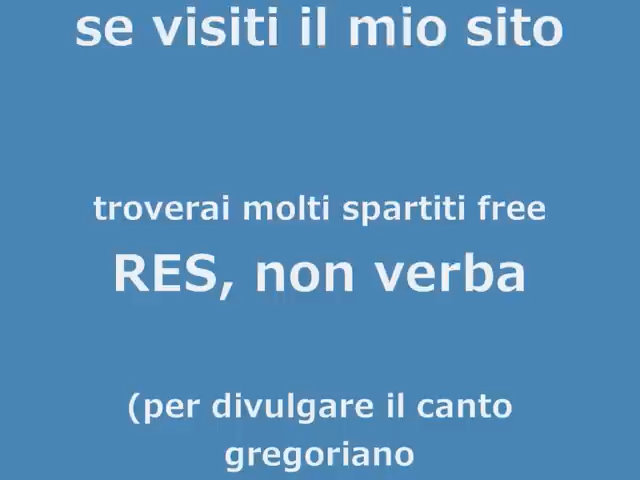 se visiti il mio sito
troverai molti spartiti free
RES, non verba
(per divulgare il canto
gregoriano